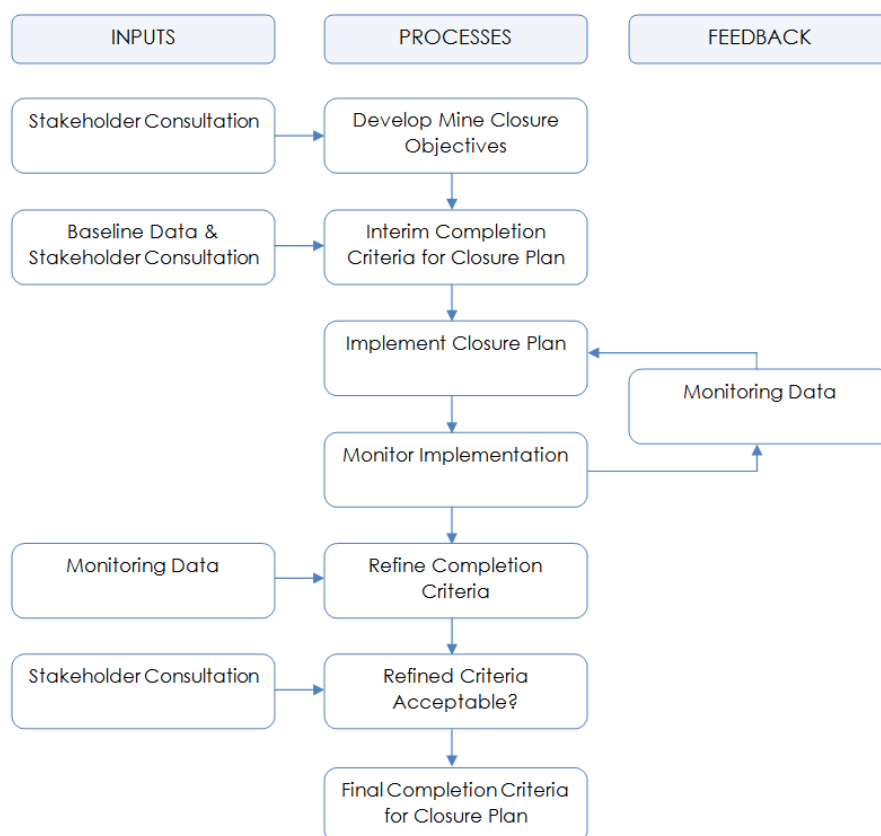 INPUTS
PROCESSES
FEEDBACK
Stakeholder Consultation
Develop Mine Closure
Objectives
Baseline Data &
Stakeholder Consultation
Interim Completion
Criteria for Closure Plan
Implement Closure Plan
Monitoring Data
Monitor Implementation
Monitoring Data
Refine Completion
Criteria
Stakeholder Consultation
Refined Criteria
Acceptable?
Final Completion Criteria
for Closure Plan